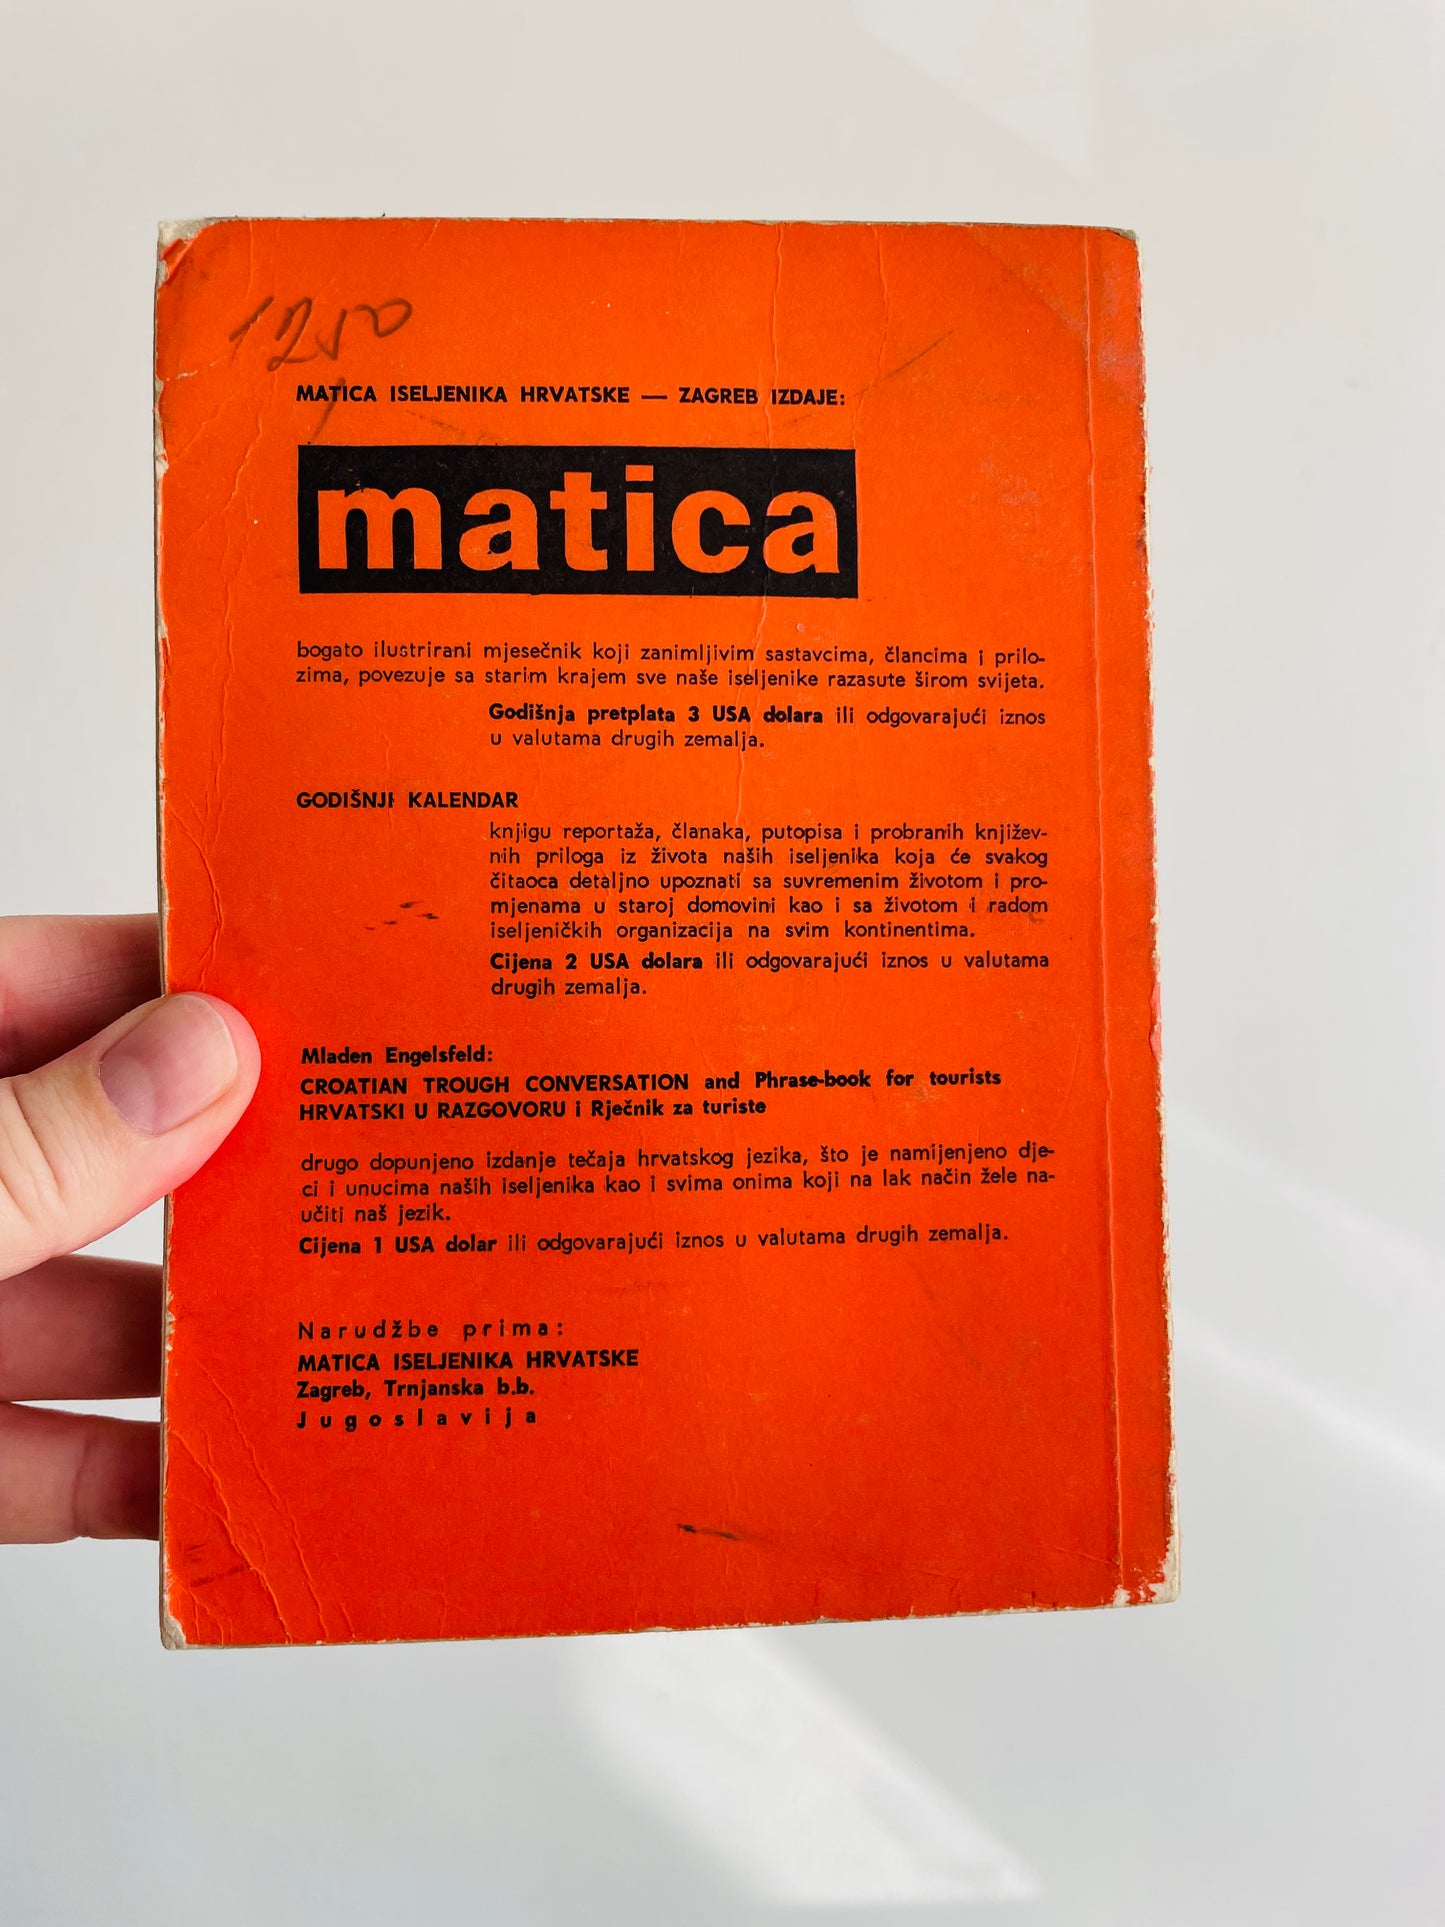 1250
MATICA ISELJENIKA HRVATSKE — ZAGREB IZDAJE:
matica
bogato ilustrirani mjesečnik koji zanimljivim sastavcima, člancima i prilo-
zima, povezuje sa starim krajem sve naše iseljenike razasute širom svijeta.
Godišnja pretplata 3 USA dolara ili odgovarajući iznos
u valutama drugih zemalja.
GODIŠNJI KALENDAR
knjigu reportaža, članaka, putopisa i probranih književ-
nih priloga iz života naših iseljenika koja će svakog
čitaoca detaljno upoznati sa suvremenim životom i pro-
mjenama u staroj domovini kao i sa životom i radom
iseljeničkih organizacija na svim kontinentima.
Cijena 2 USA dolara ili odgovarajući iznos u valutama
drugih zemalja.
Mladen Engelsfeld:
CROATIAN TROUGH CONVERSATION and Phrase-book for tourists
HRVATSKI U RAZGOVORU i Rječnik za turiste
drugo dopunjeno izdanje tečaja hrvatskog jezika, što je namijenjeno dje-
ci i unucima naših iseljenika kao i svima onima koji na lak način žele na-
učiti naš jezik.
Cijena 1 USA dolar ili odgovarajući iznos u valutama drugih zemalja.
Narudžbe prima:
MATICA ISELJENIKA HRVATSKE
Zagreb, Trnjanska b.b.
Jugoslavija